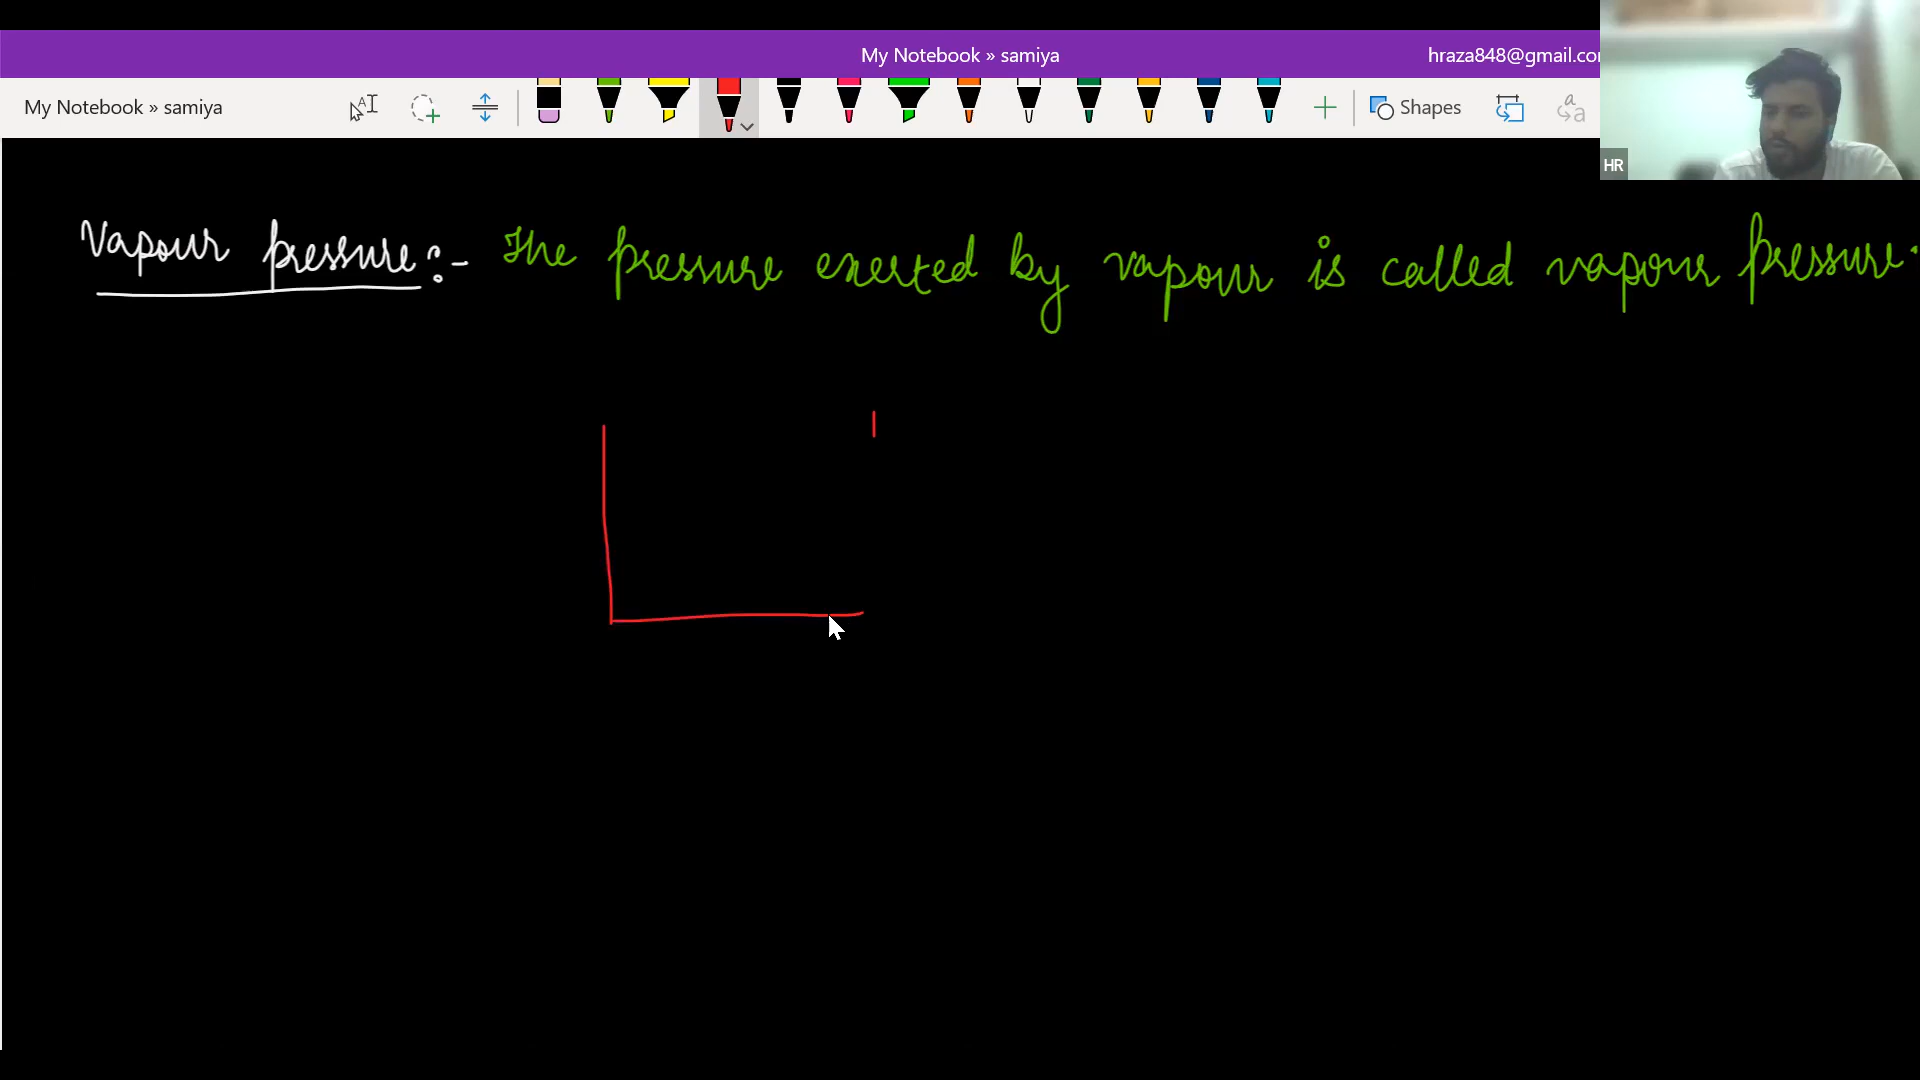 My Notebook » samiya
hraza848@gmail.co
My Notebook » samiya
Shapes
HR
Vapour pressure:- The pressure exerted by vapour is called vapour pressure.